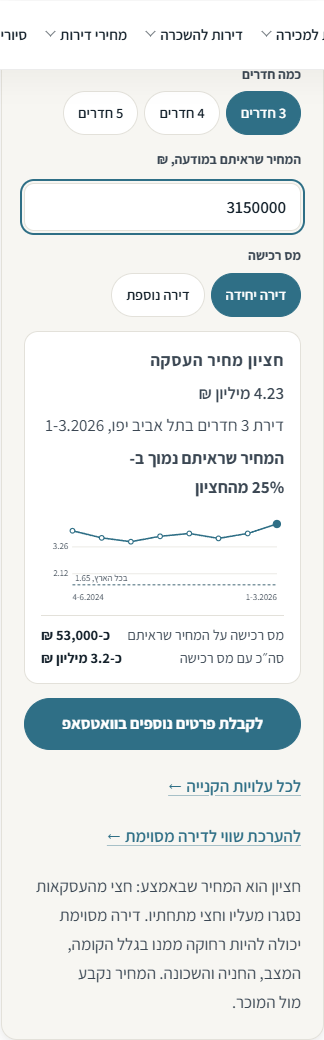 למכירה דירות להשכרה מחירי דירות סיורי
כמה חדרים
3 חדרים 4 חדרים 5 חדרים
המחיר שראיתם במודעה, ₪
3150000
מס רכישה
דירה יחידה דירה נוספת
חציון מחיר העסקה
4.23 מיליון ₪
דירת 3 חדרים בתל אביב יפו, 1-3.2026
המחיר שראיתם נמוך ב-
25% מהחציון
3.26
2.12
בכל הארץ, 1.65
4-6.2024 1-3.2026
מס רכישה על המחיר שראיתם כ-53,000 ₪
סה״כ עם מס רכישה כ-3.2 מיליון ₪
לקבלת פרטים נוספים בוואטסאפ
לכל עלויות הקנייה ←
להערכת שווי לדירה מסוימת ←
חציון הוא המחיר שבאמצע: חצי מהעסקאות
נסגרו מעליו וחצי מתחתיו. דירה מסוימת
יכולה להיות רחוקה ממנו בגלל הקומה,
המצב, החניה והשכונה. המחיר נקבע
מול המוכר.